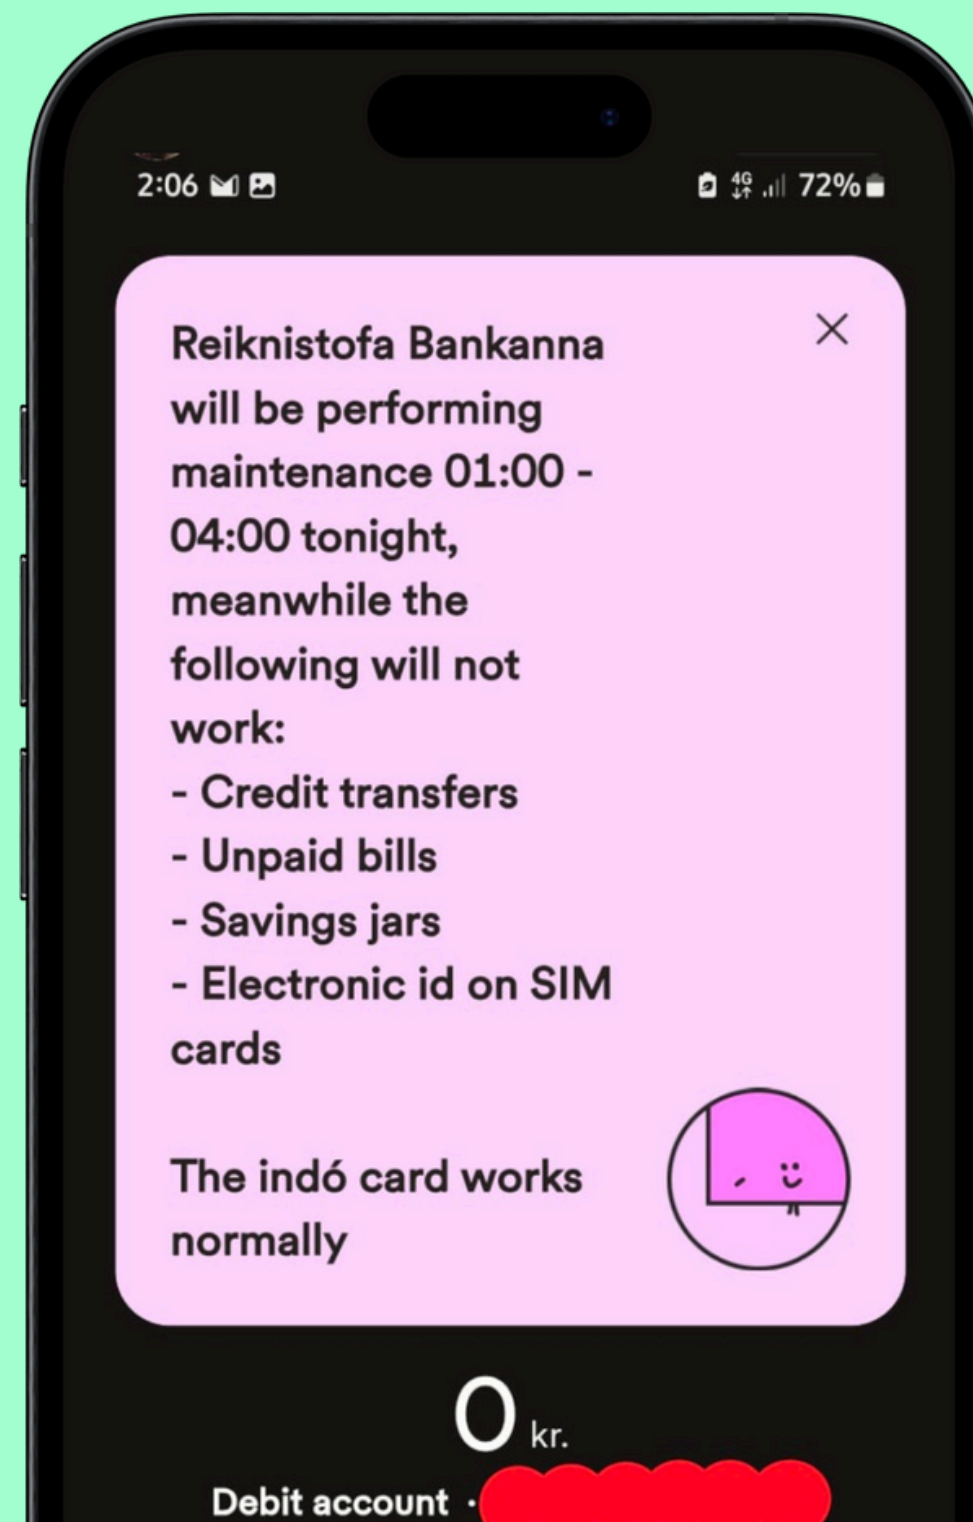 2:06
4G
72%
Reiknistofa Bankanna
will be performing
maintenance 01:00 -
04:00 tonight,
meanwhile the
following will not
work:
- Credit transfers
- Unpaid bills
- Savings jars
- Electronic id on SIM
cards
The indó card works
normally
0 kr.
Debit account ·